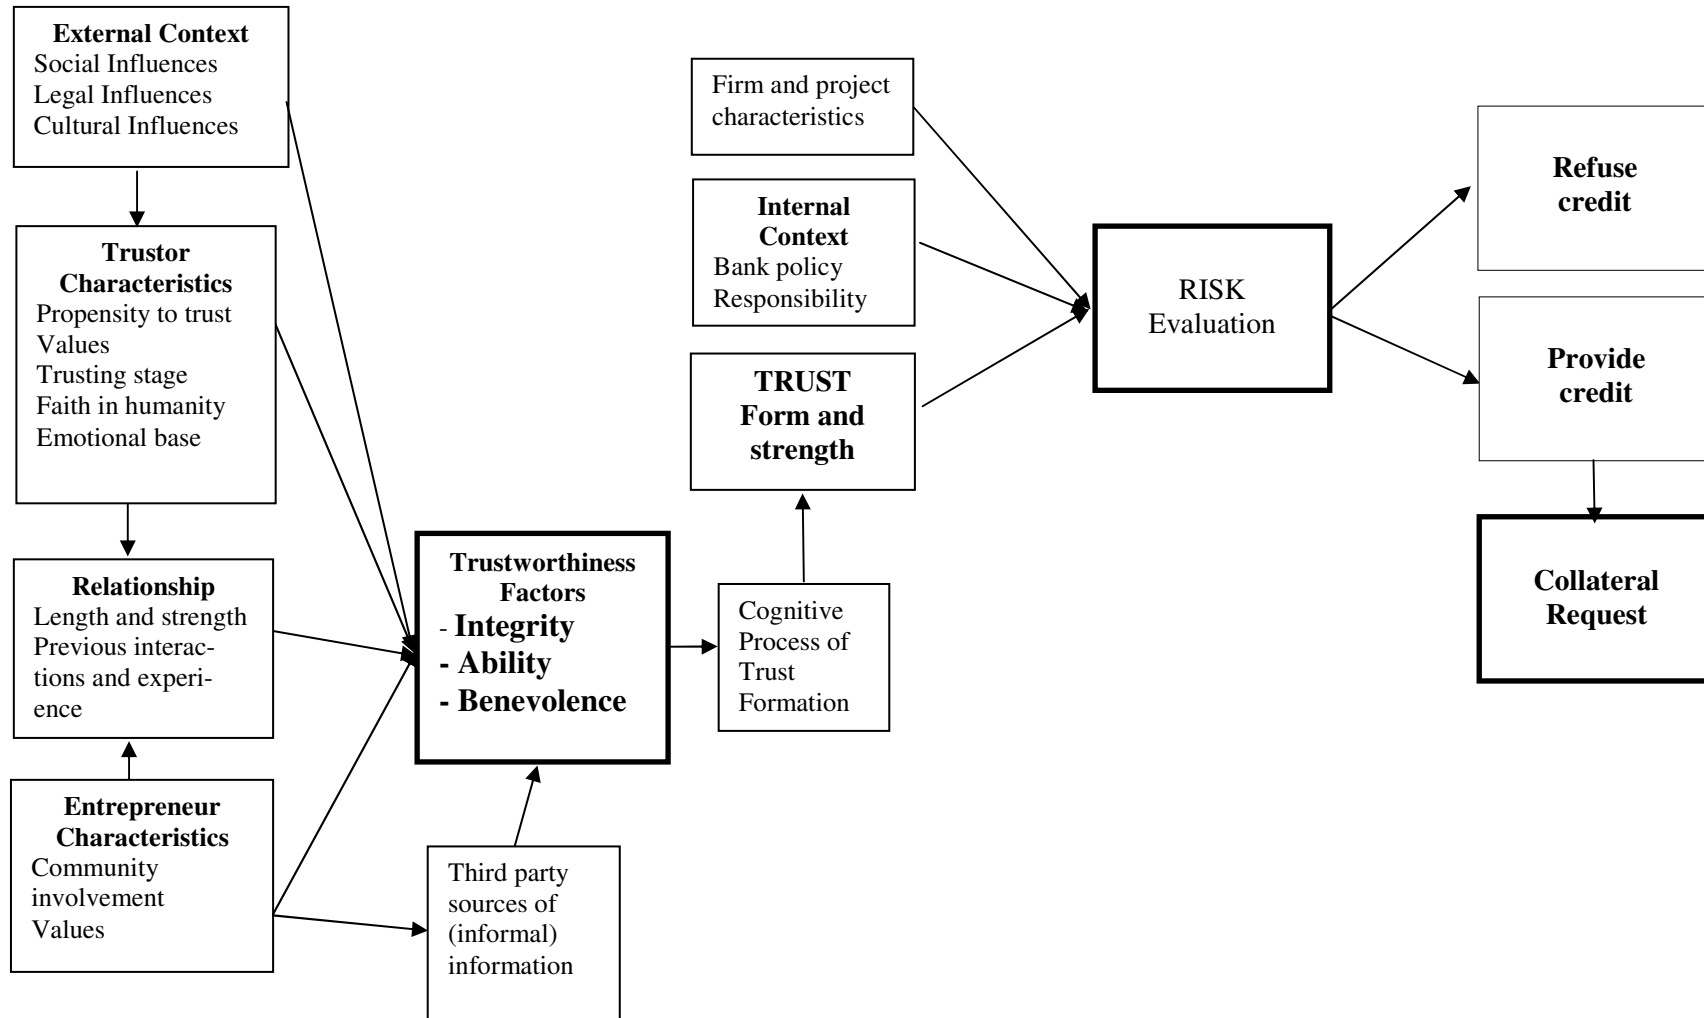 External Context
Social Influences
Legal Influences
Cultural Influences
Trustor
Characteristics
Propensity to trust
Values
Trusting stage
Faith in humanity
Emotional base
Relationship
Length and strength
Previous interac-
tions and experi-
ence
Entrepreneur
Characteristics
Community
involvement
Values
Trustworthiness
Factors
- Integrity
- Ability
- Benevolence
Third party
sources of
(informal)
information
Cognitive
Process of
Trust
Formation
Firm and project
characteristics
Internal
Context
Bank policy
Responsibility
TRUST
Form and
strength
RISK
Evaluation
Refuse
credit
Provide
credit
Collateral
Request